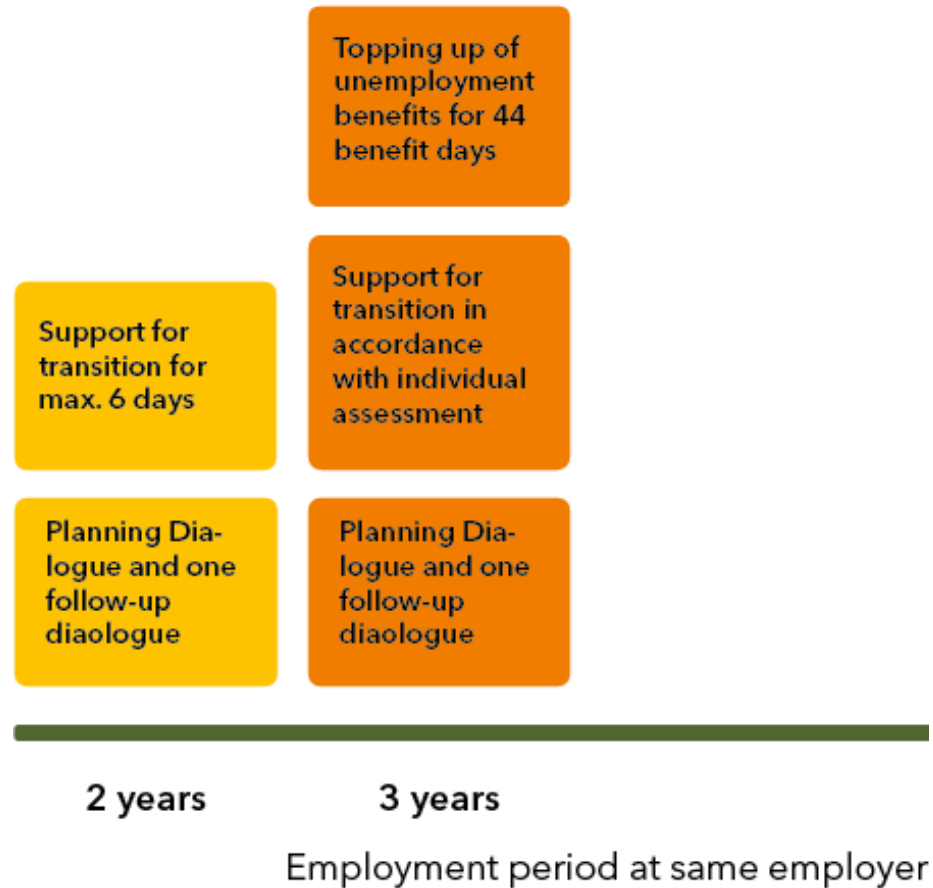 Topping up of
unemployment
benefits for 44
benefit days
Support for
transition for
max. 6 days
Support for
transition in
accordance
with individual
assessment
Planning Dia-
logue and one
follow-up
diaologue
Planning Dia-
logue and one
follow-up
diaologue
2 years
3 years
Employment period at same employer